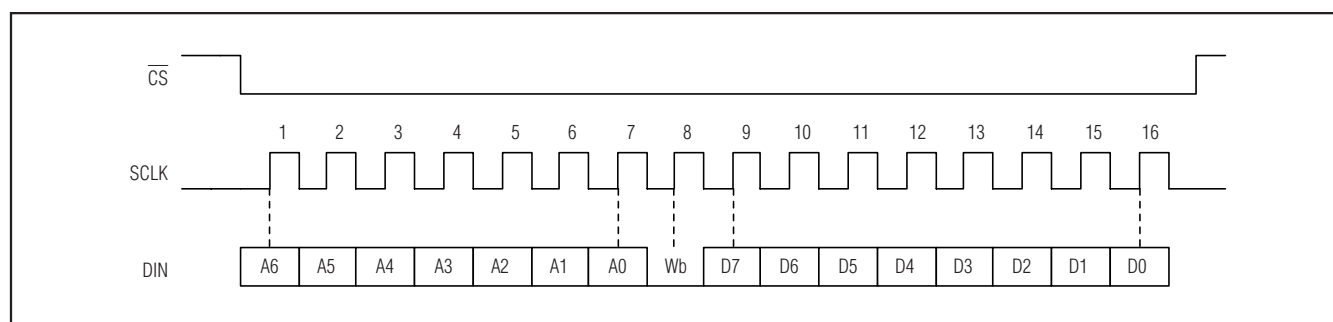 C̅S̅
1 2 3 4 5 6 7 8 9 10 11 12 13 14 15 16
SCLK
DIN A6 A5 A4 A3 A2 A1 A0 Wb D7 D6 D5 D4 D3 D2 D1 D0